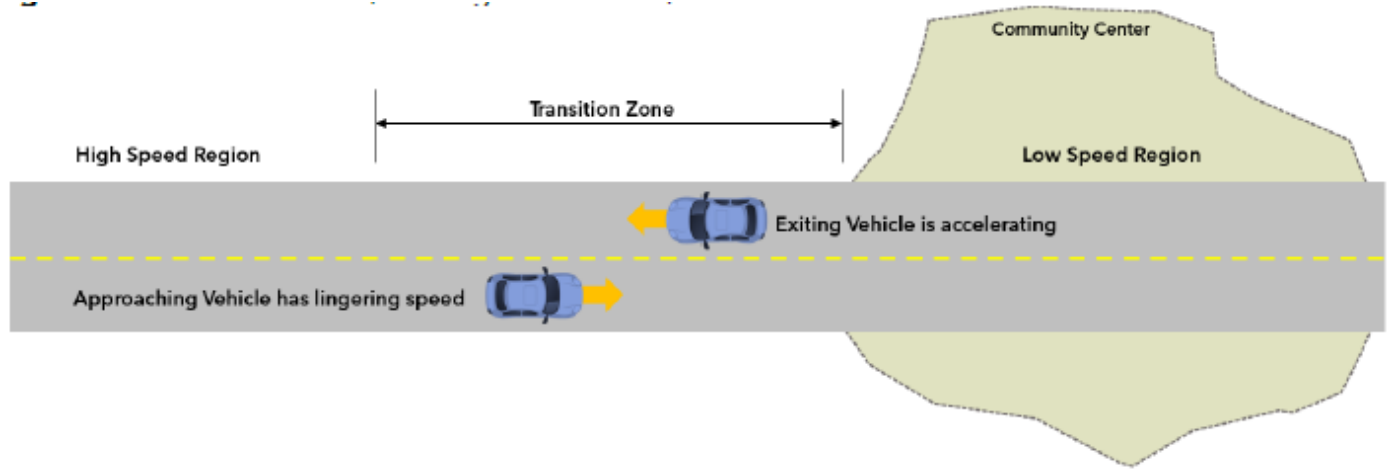 Community Center
Transition Zone
High Speed Region
Low Speed Region
Exiting Vehicle is accelerating
Approaching Vehicle has lingering speed